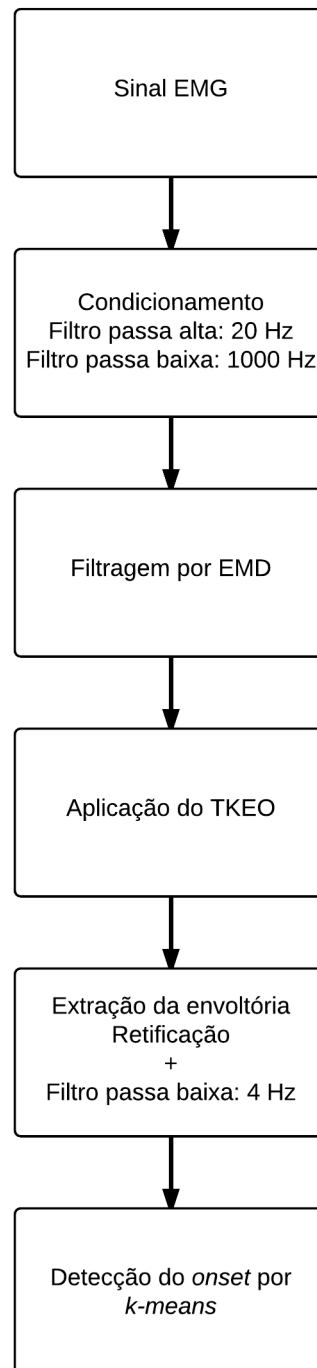 Sinal EMG
Condicionamento
Filtro passa alta: 20 Hz
Filtro passa baixa: 1000 Hz
Filtragem por EMD
Aplicação do TKEO
Extração da envoltória
Retificação
+
Filtro passa baixa: 4 Hz
Detecção do onset por
k-means